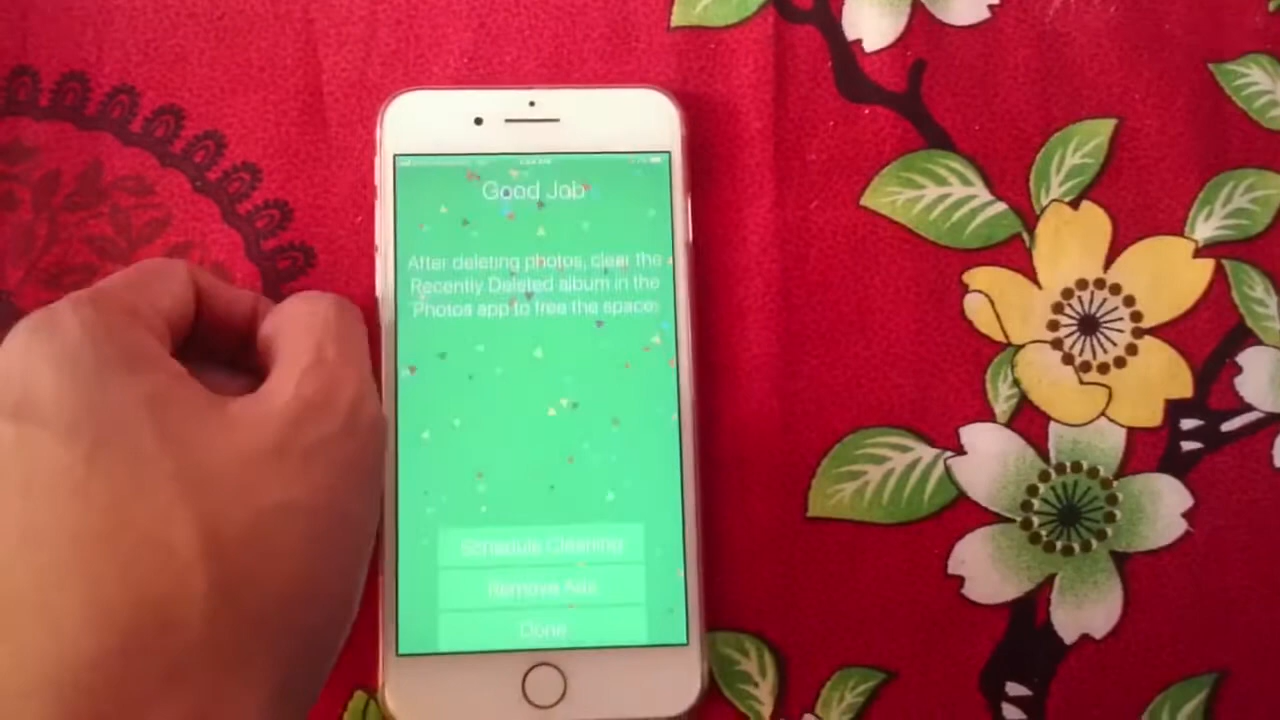 Good Job
After deleting photos, clear the
Recently Deleted album in the
Photos app to free the space.
Schedule Cleaning
Remove Ads
Done